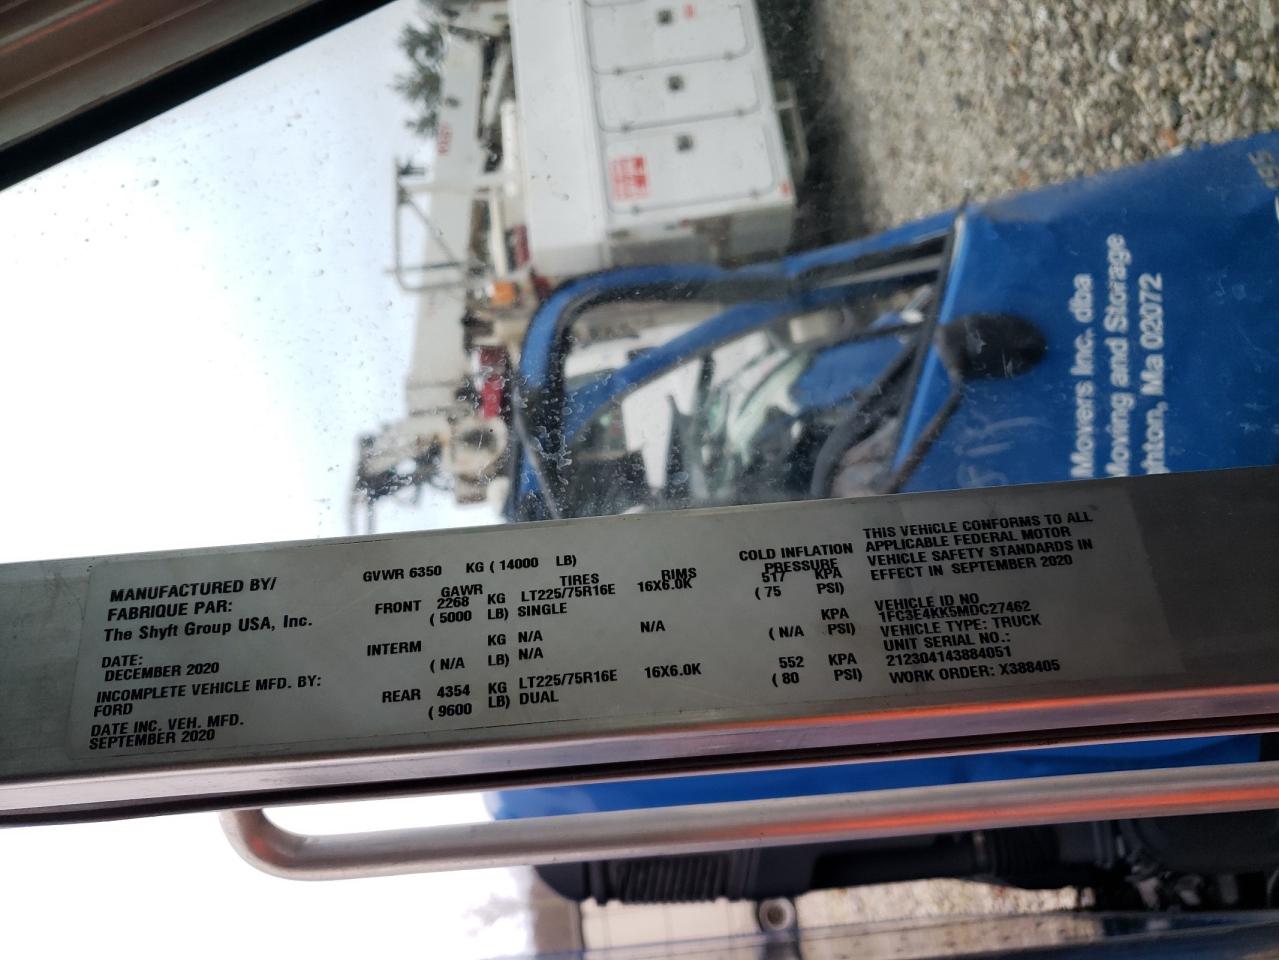 MANUFACTURED BY/
FABRIQUE PAR:
The Shyft Group USA, Inc.
DATE:
DECEMBER 2020
INCOMPLETE VEHICLE MFD. BY:
FORD
DATE INC. VEH. MFD.
SEPTEMBER 2020
GVWR 6350 KG ( 14000 LB)
GAWR TIRES RIMS COLD INFLATION PRESSURE
FRONT 2268 KG LT225/75R16E 16X6.0K 517 KPA
( 5000 LB) SINGLE ( 75 PSI)
INTERM KG N/A N/A KPA
( N/A LB) N/A ( N/A PSI)
REAR 4354 KG LT225/75R16E 16X6.0K 552 KPA
( 9600 LB) DUAL ( 80 PSI)
THIS VEHICLE CONFORMS TO ALL
APPLICABLE FEDERAL MOTOR
VEHICLE SAFETY STANDARDS IN
EFFECT IN SEPTEMBER 2020
VEHICLE ID NO
1FC3E4KK5MDC27462
VEHICLE TYPE: TRUCK
UNIT SERIAL NO.:
212304143884051
WORK ORDER: X388405
Movers Inc. dba
Moving and Storage
ghton, Ma 02072